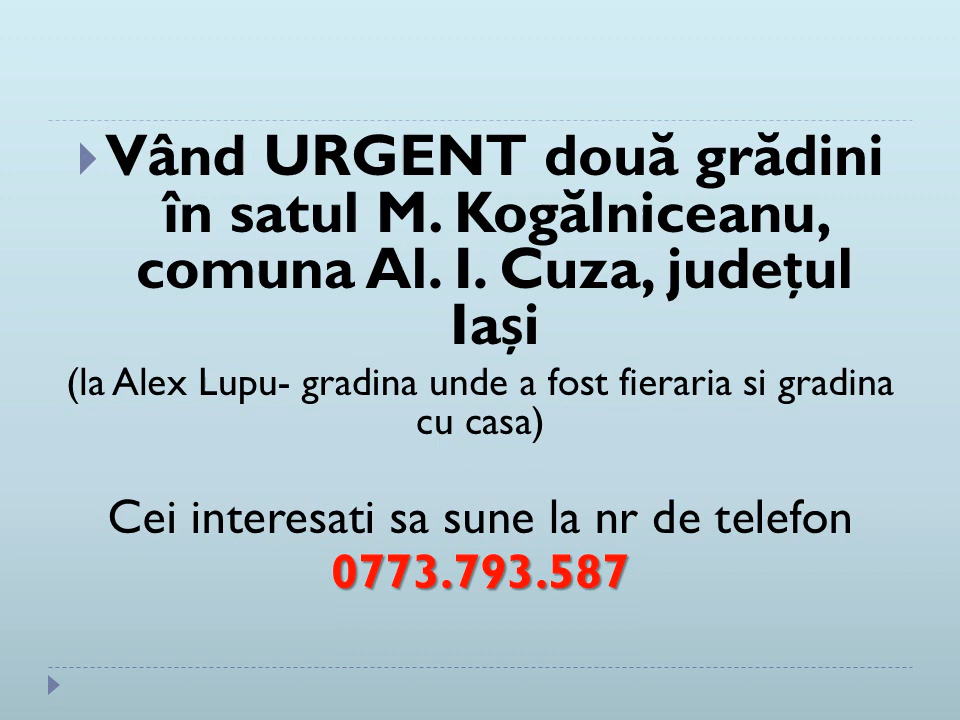 Vând URGENT două grădini
în satul M. Kogălniceanu,
comuna Al. I. Cuza, județul
Iași
(la Alex Lupu- gradina unde a fost fieraria si gradina
cu casa)
Cei interesati sa sune la nr de telefon
0773.793.587